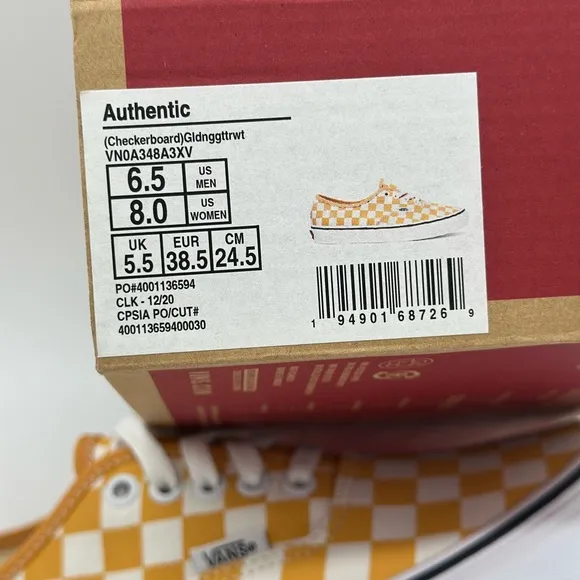 Authentic
(Checkerboard)Gldnggttrwt
VN0A348A3XV
6.5 US MEN
8.0 US WOMEN
UK EUR CM
5.5 38.5 24.5
PO#4001136594
CLK - 12/20
CPSIA PO/CUT#
400113659400030
1 94901 68726 9
VANS